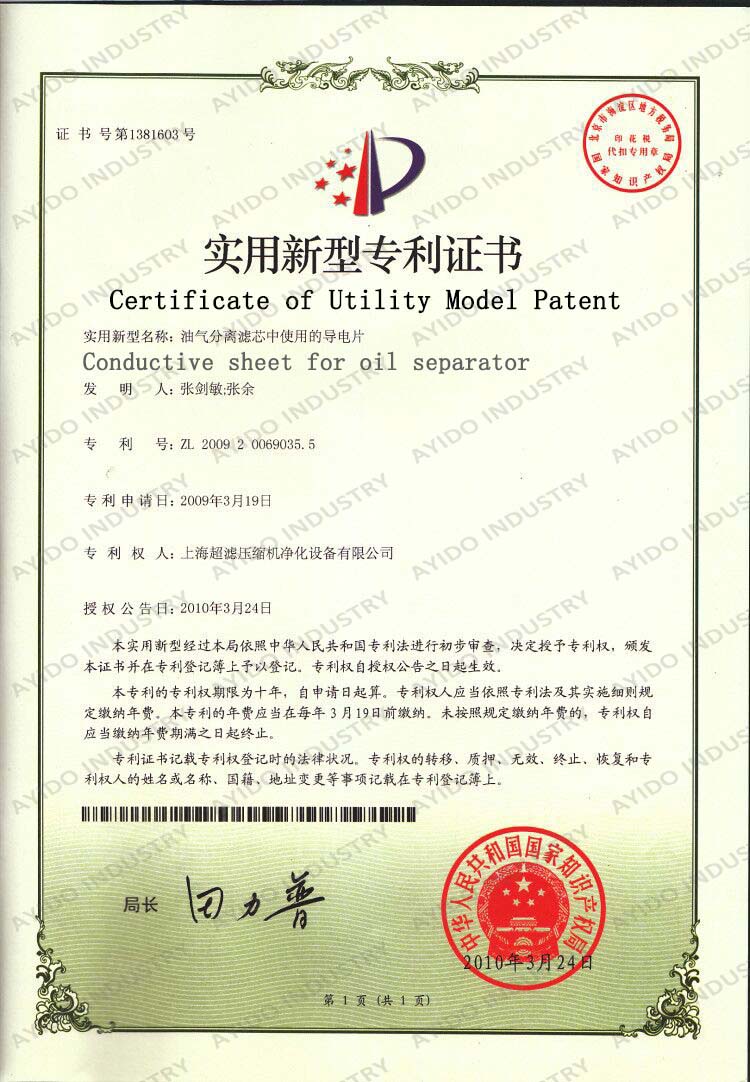 证书号第1381603号
北京市海淀区地方税务局
印花税
代扣专用章
国家知识产权局
实用新型专利证书
Certificate of Utility Model Patent
实用新型名称：油气分离滤芯中使用的导电片
Conductive sheet for oil separator
发明人：张剑敏;张余
专利号：ZL 2009 2 0069035.5
专利申请日：2009年3月19日
专利权人：上海超滤压缩机净化设备有限公司
授权公告日：2010年3月24日
本实用新型经过本局依照中华人民共和国专利法进行初步审查，决定授予专利权，颁发
本证书并在专利登记簿上予以登记。专利权自授权公告之日起生效。
本专利的专利权期限为十年，自申请日起算。专利权人应当依照专利法及其实施细则规
定缴纳年费。本专利的年费应当在每年3月19日前缴纳。未按照规定缴纳年费的，专利权自
应当缴纳年费期满之日起终止。
专利证书记载专利权登记时的法律状况。专利权的转移、质押、无效、终止、恢复和专
利权人的姓名或名称、国籍、地址变更等事项记载在专利登记簿上。
局长 田力普
中华人民共和国国家知识产权局
2010年3月24日
第1页(共1页)
AYIDO INDUSTRY